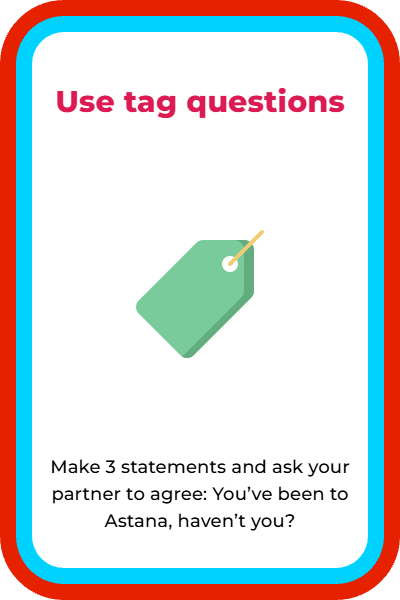 Use tag questions
Make 3 statements and ask your
partner to agree: You’ve been to
Astana, haven’t you?